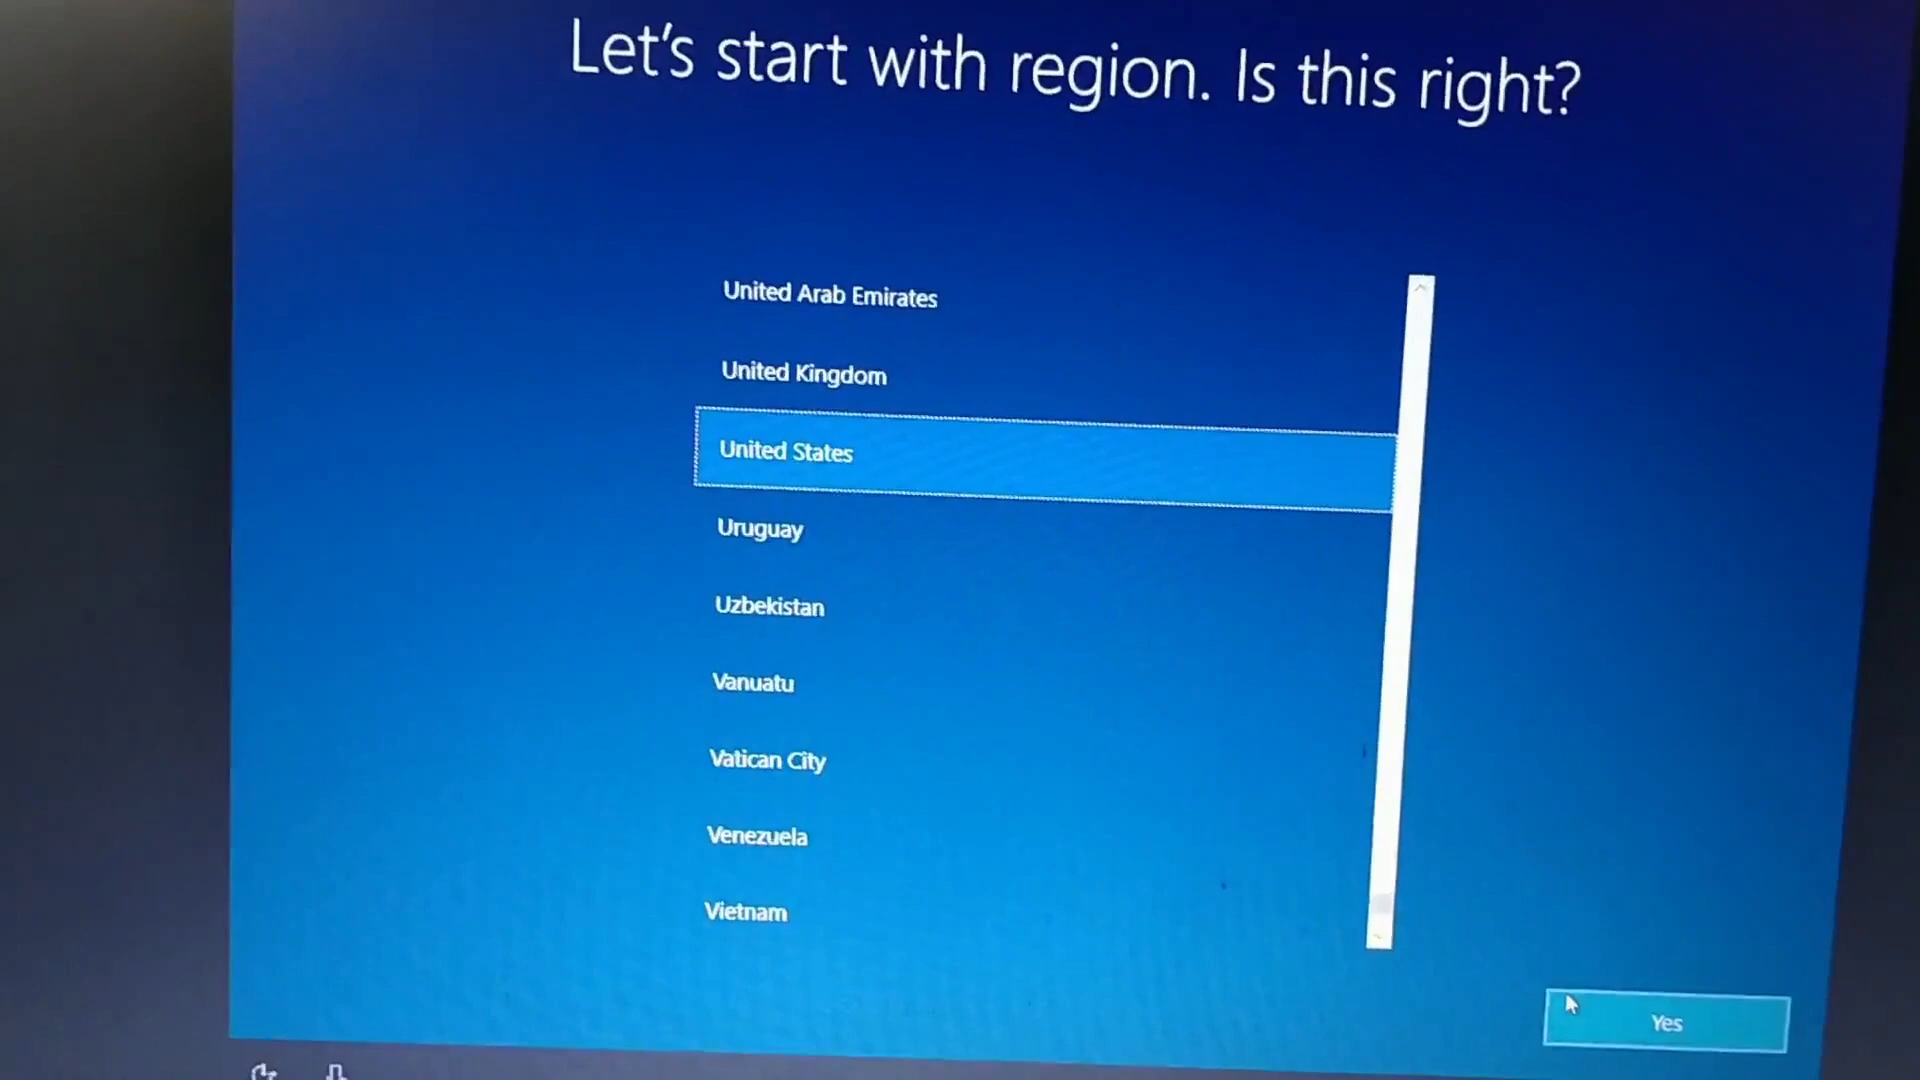 Let's start with region. Is this right?
United Arab Emirates
United Kingdom
United States
Uruguay
Uzbekistan
Vanuatu
Vatican City
Venezuela
Vietnam
Yes